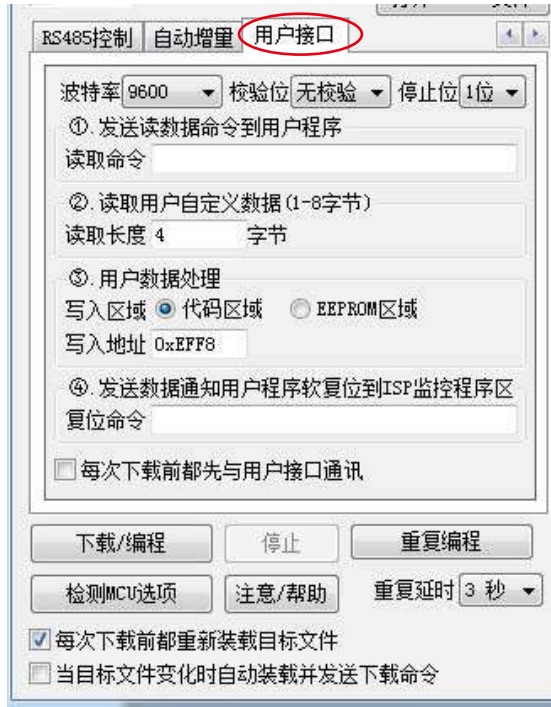 RS485控制 自动增量 用户接口
波特率 9600 校验位 无校验 停止位 1位
①. 发送读数据命令到用户程序
读取命令
②. 读取用户自定义数据(1-8字节)
读取长度 4 字节
③. 用户数据处理
写入区域 代码区域 EEPROM区域
写入地址 0xEFF8
④. 发送数据通知用户程序软复位到ISP监控程序区
复位命令
每次下载前都先与用户接口通讯
下载/编程 停止 重复编程
检测MCU选项 注意/帮助 重复延时 3 秒
每次下载前都重新装载目标文件
当目标文件变化时自动装载并发送下载命令